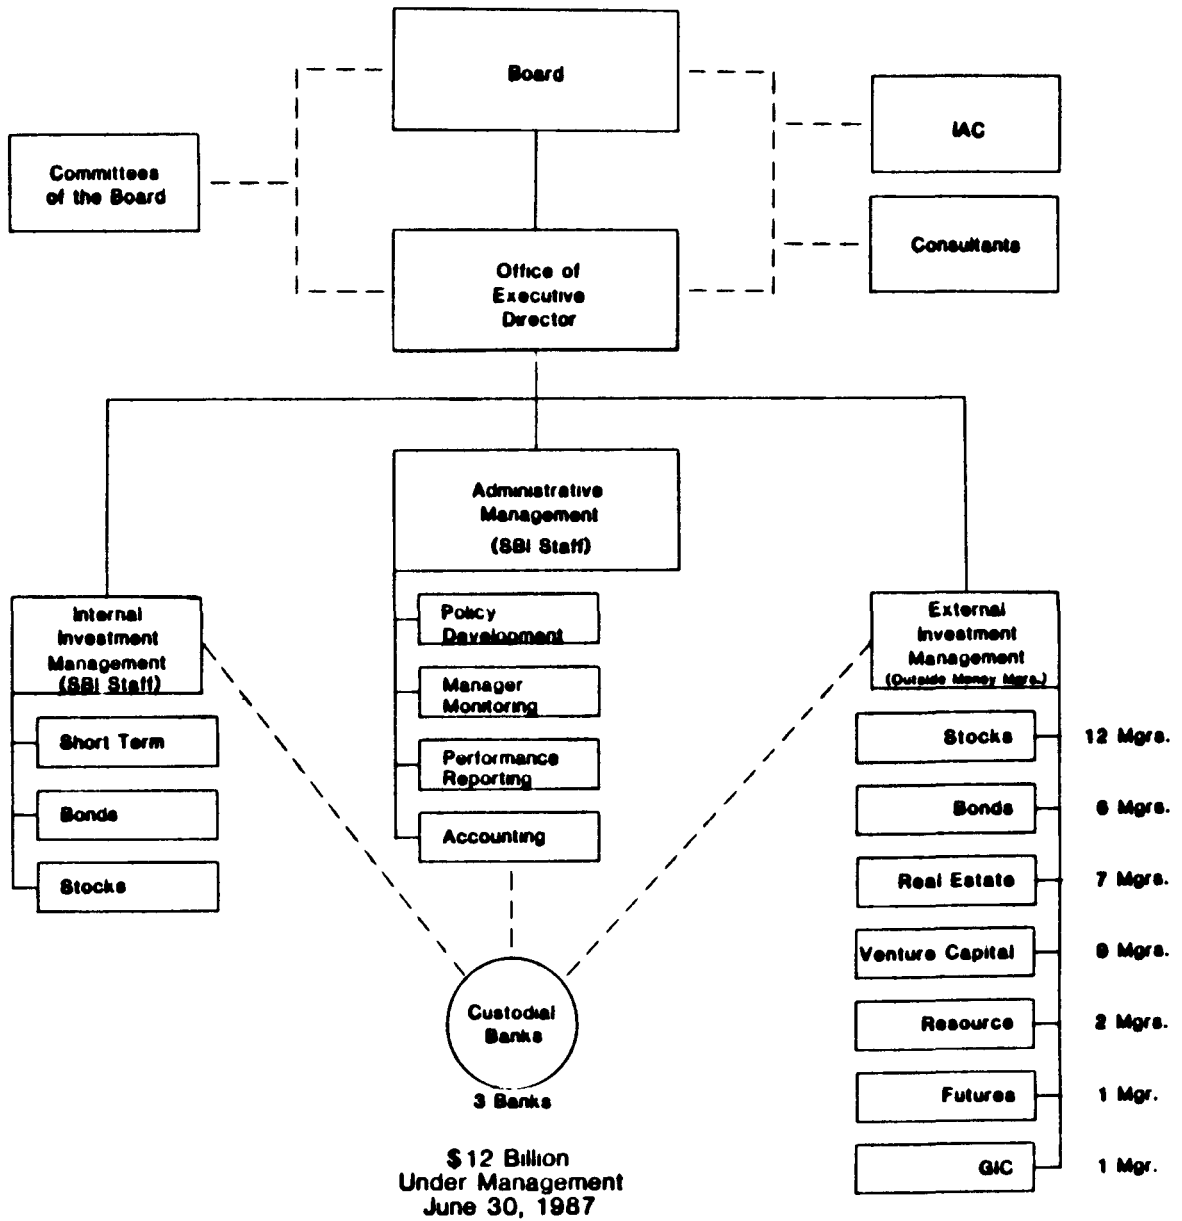 Board
IAC
Committees
of the Board
Consultants
Office of
Executive
Director
Administrative
Management
(SBI Staff)
Internal
Investment
Management
(SBI Staff)
Policy
Development
Manager
Monitoring
Performance
Reporting
Accounting
External
Investment
Management
(Outside Money Mgrs.)
Short Term
Bonds
Stocks
Stocks 12 Mgrs.
Bonds 6 Mgrs.
Real Estate 7 Mgrs.
Venture Capital 9 Mgrs.
Resource 2 Mgrs.
Futures 1 Mgr.
GIC 1 Mgr.
Custodial
Banks
3 Banks
$12 Billion
Under Management
June 30, 1987